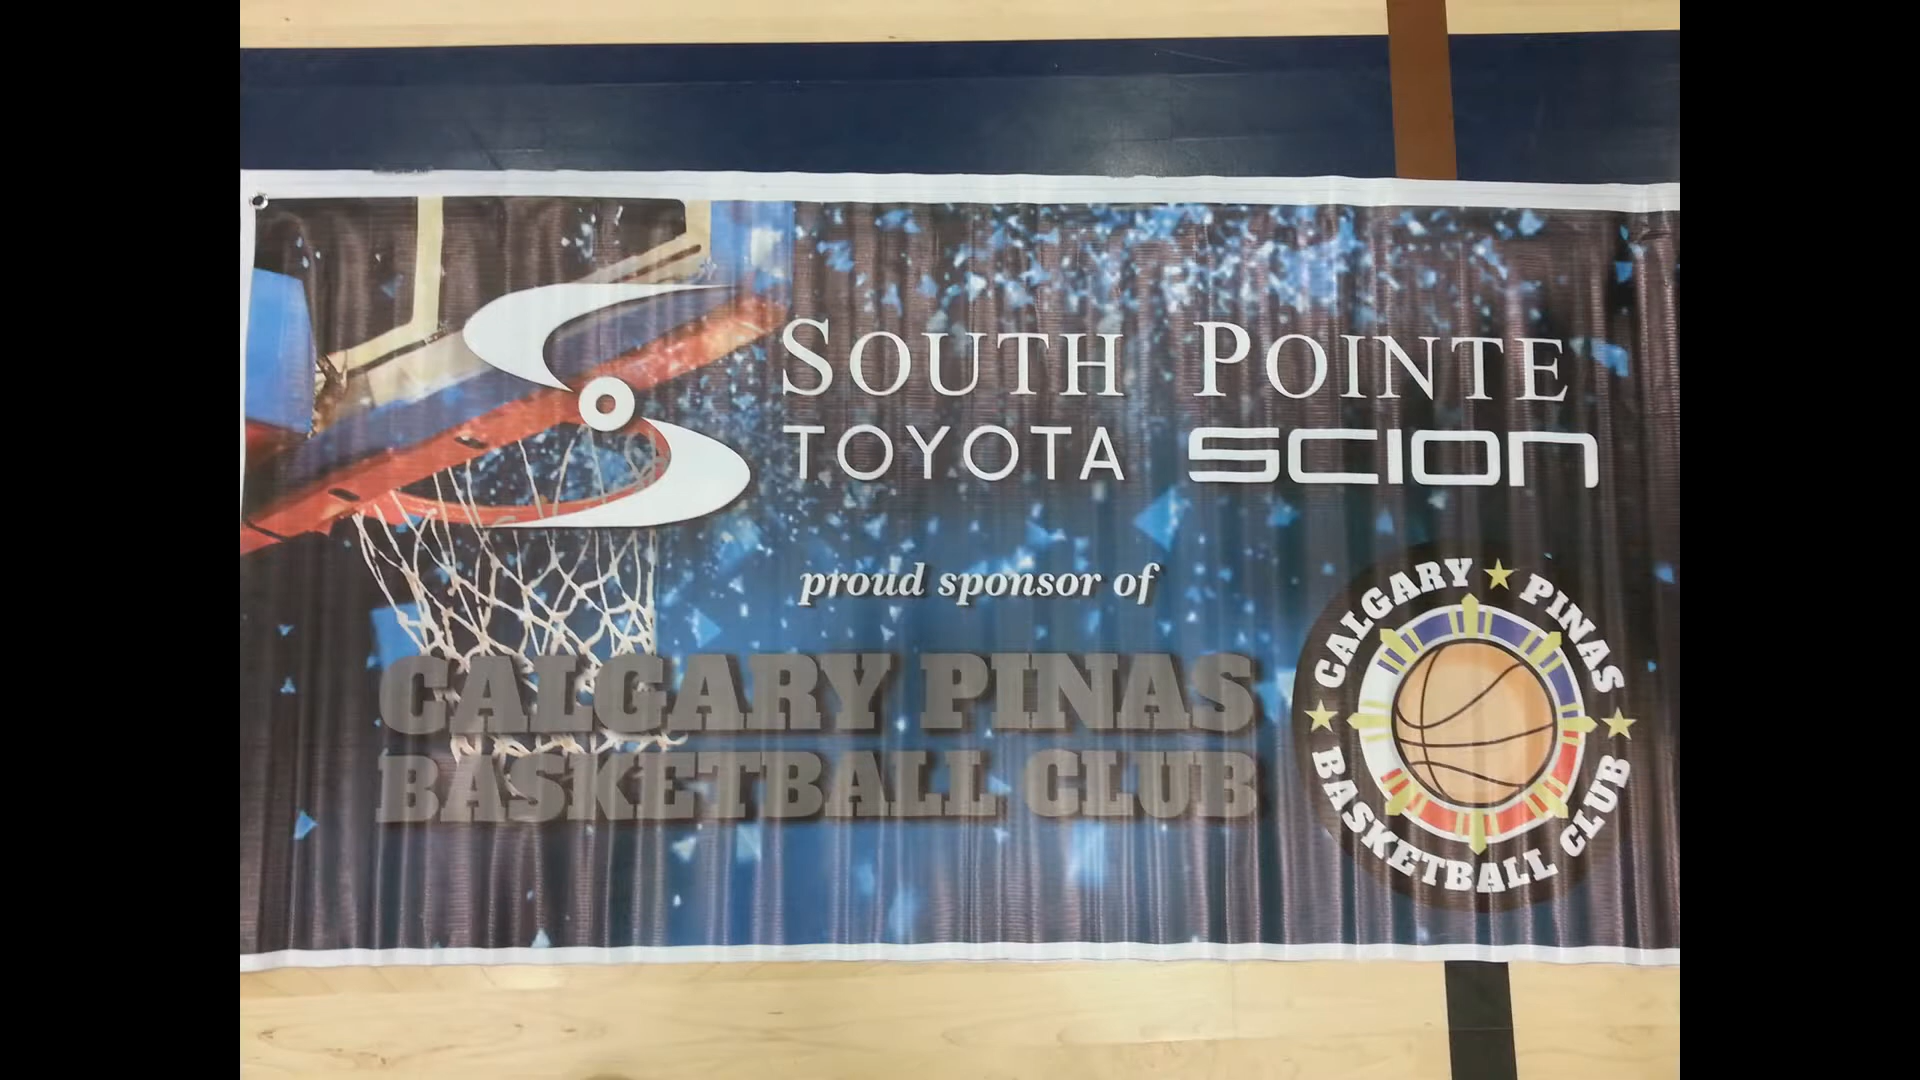 SOUTH POINTE
TOYOTA SCION
proud sponsor of
CALGARY PINAS
BASKETBALL CLUB
CALGARY PINAS
BASKETBALL CLUB